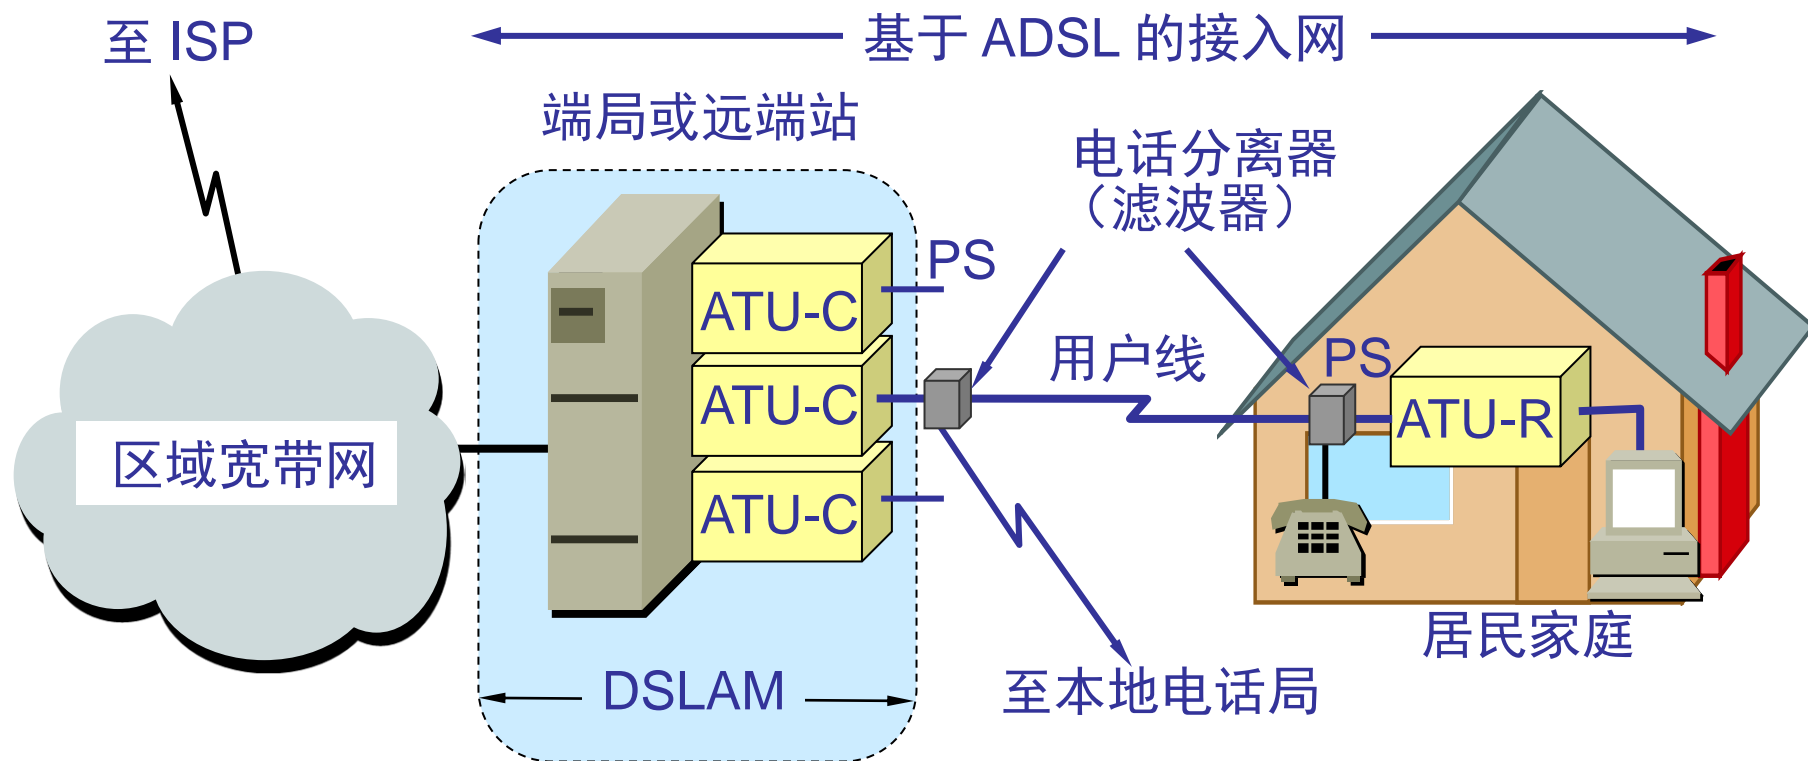 至 ISP
基于 ADSL 的接入网
端局或远端站
电话分离器
（滤波器）
PS
ATU-C
用户线
PS
ATU-C
ATU-R
区域宽带网
ATU-C
居民家庭
DSLAM
至本地电话局